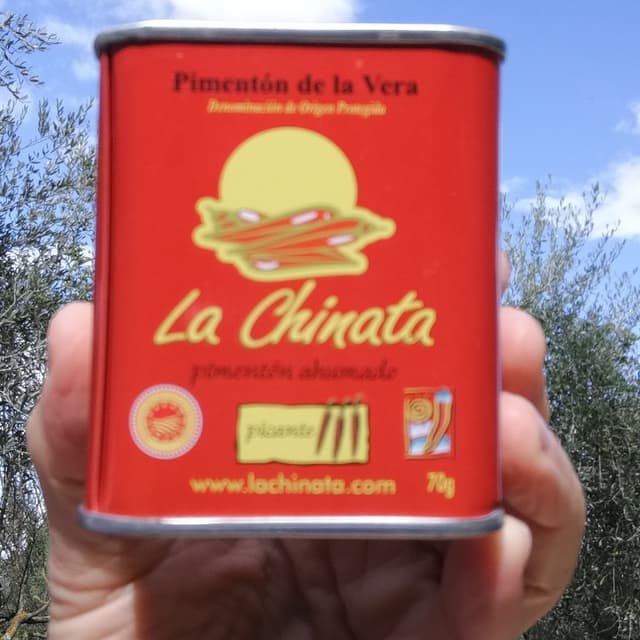 Pimentón de la Vera
Denominación de Origen Protegida
La Chinata
pimentón ahumado
picante
www.lachinata.com
70g